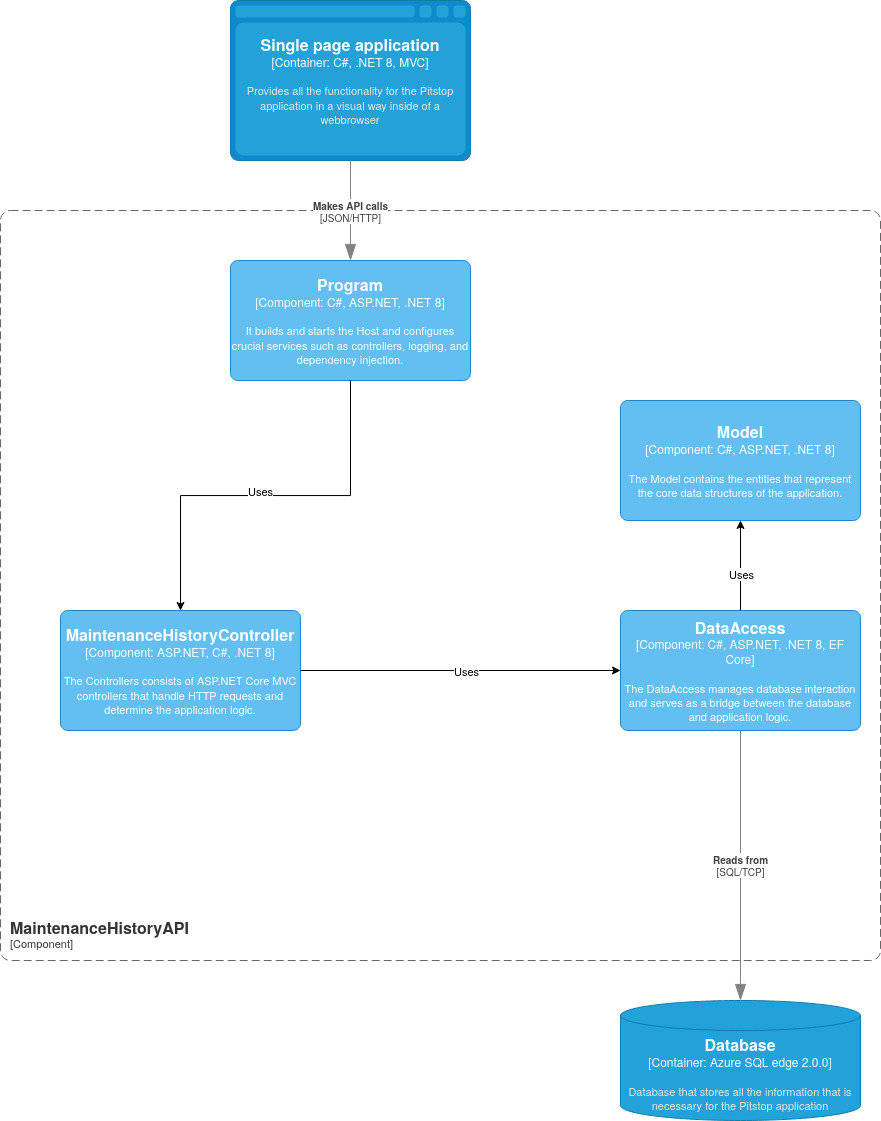 Single page application
[Container: C#, .NET 8, MVC]
Provides all the functionality for the Pitstop
application in a visual way inside of a
webbrowser
Makes API calls
[JSON/HTTP]
Program
[Component: C#, ASP.NET, .NET 8]
It builds and starts the Host and configures
crucial services such as controllers, logging, and
dependency injection.
Model
[Component: C#, ASP.NET, .NET 8]
The Model contains the entities that represent
the core data structures of the application.
Uses
Uses
MaintenanceHistoryController
[Component: ASP.NET, C#, .NET 8]
The Controllers consists of ASP.NET Core MVC
controllers that handle HTTP requests and
determine the application logic.
Uses
DataAccess
[Component: C#, ASP.NET, .NET 8, EF
Core]
The DataAccess manages database interaction
and serves as a bridge between the database
and application logic.
Reads from
[SQL/TCP]
MaintenanceHistoryAPI
[Component]
Database
[Container: Azure SQL edge 2.0.0]
Database that stores all the information that is
necessary for the Pitstop application